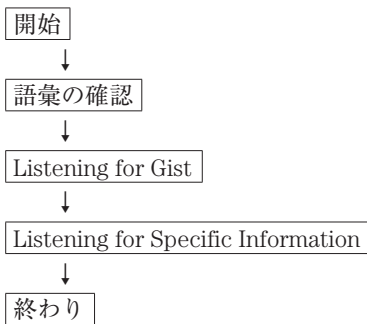 開始
語彙の確認
Listening for Gist
Listening for Specific Information
終わり